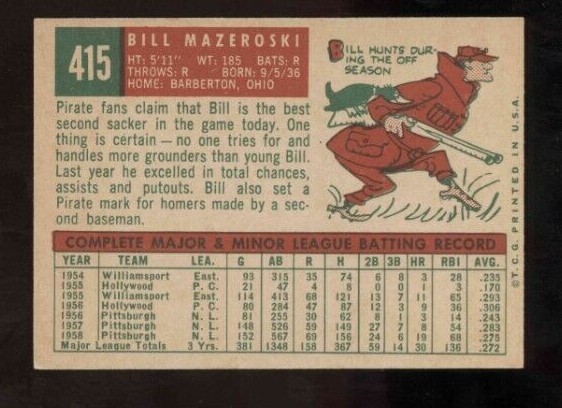 415
BILL MAZEROSKI
HT: 5'11" WT: 185 BATS: R
THROWS: R BORN: 9/5/36
HOME: BARBERTON, OHIO
Pirate fans claim that Bill is the best
second sacker in the game today. One
thing is certain — no one tries for and
handles more grounders than young Bill.
Last year he excelled in total chances,
assists and putouts. Bill also set a
Pirate mark for homers made by a sec-
ond baseman.
BILL HUNTS DUR-
ING THE OFF
SEASON
COMPLETE MAJOR & MINOR LEAGUE BATTING RECORD
YEAR TEAM LEA. G AB R H 2B 3B HR RBI AVG.
1954 Williamsport East. 93 315 35 74 6 8 3 28 .235
1955 Hollywood P. C. 21 47 4 8 0 0 1 3 .170
1955 Williamsport East. 114 413 68 121 13 7 11 65 .293
1956 Hollywood P. C. 80 284 47 87 12 3 9 36 .306
1956 Pittsburgh N. L. 81 255 30 62 8 1 3 14 .243
1957 Pittsburgh N. L. 148 526 59 149 27 7 8 54 .283
1958 Pittsburgh N. L. 152 567 69 156 24 6 19 68 .275
Major League Totals 3 Yrs. 381 1348 158 367 59 14 30 136 .272
© T.C.G. PRINTED IN U.S.A.